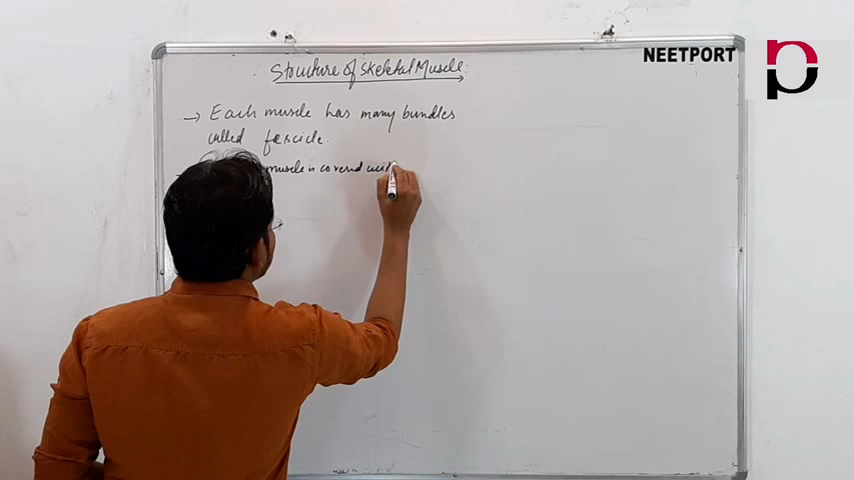 Structure of Skeletal Muscle:
NEETPORT
→ Each muscle has many bundles
called fascicle.
muscle is covered wit